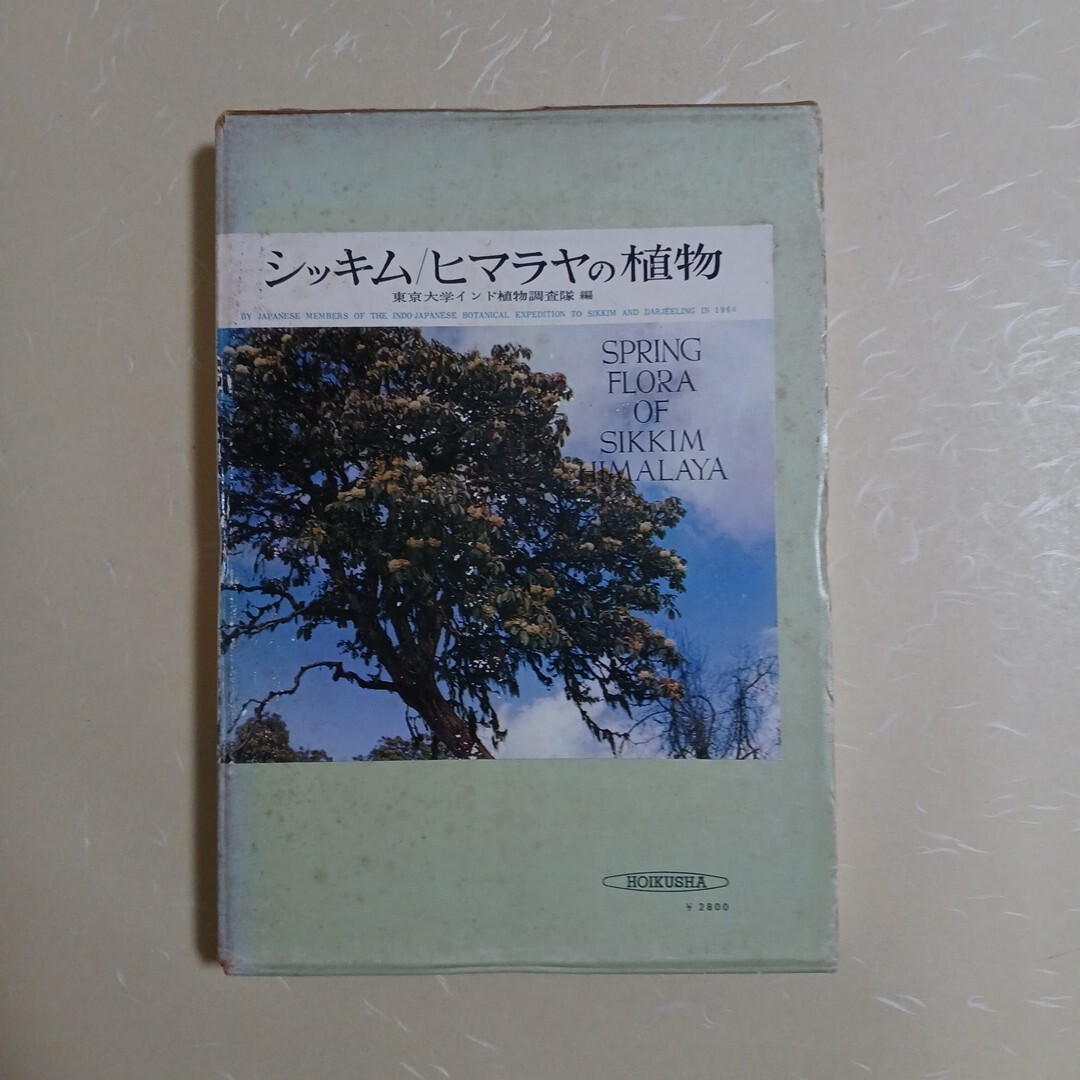 シッキム/ヒマラヤの植物
東京大学インド植物調査隊 編
BY JAPANESE MEMBERS OF THE INDO-JAPANESE BOTANICAL EXPEDITION TO SIKKIM AND DARJEELING IN 1960
SPRING
FLORA
OF
SIKKIM
HIMALAYA
HOIKUSHA
¥ 2800